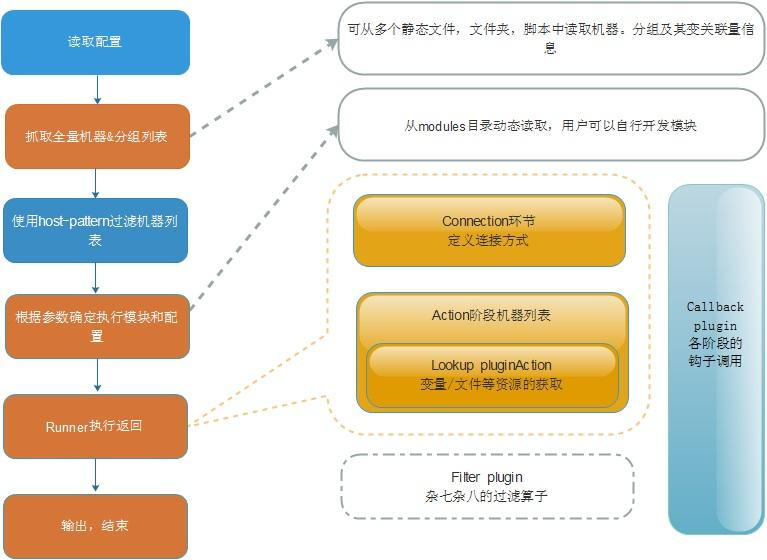 读取配置
抓取全量机器&分组列表
使用host-pattern过滤机器列
表
根据参数确定执行模块和配
置
Runner执行返回
输出，结束
可从多个静态文件，文件夹，脚本中读取机器。分组及其变关联量信
息
从modules目录动态读取，用户可以自行开发模块
Connection环节
定义连接方式
Action阶段机器列表
Lookup pluginAction
变量/文件等资源的获取
Filter plugin
杂七杂八的过滤算子
Callback
plugin
各阶段的
钩子调用